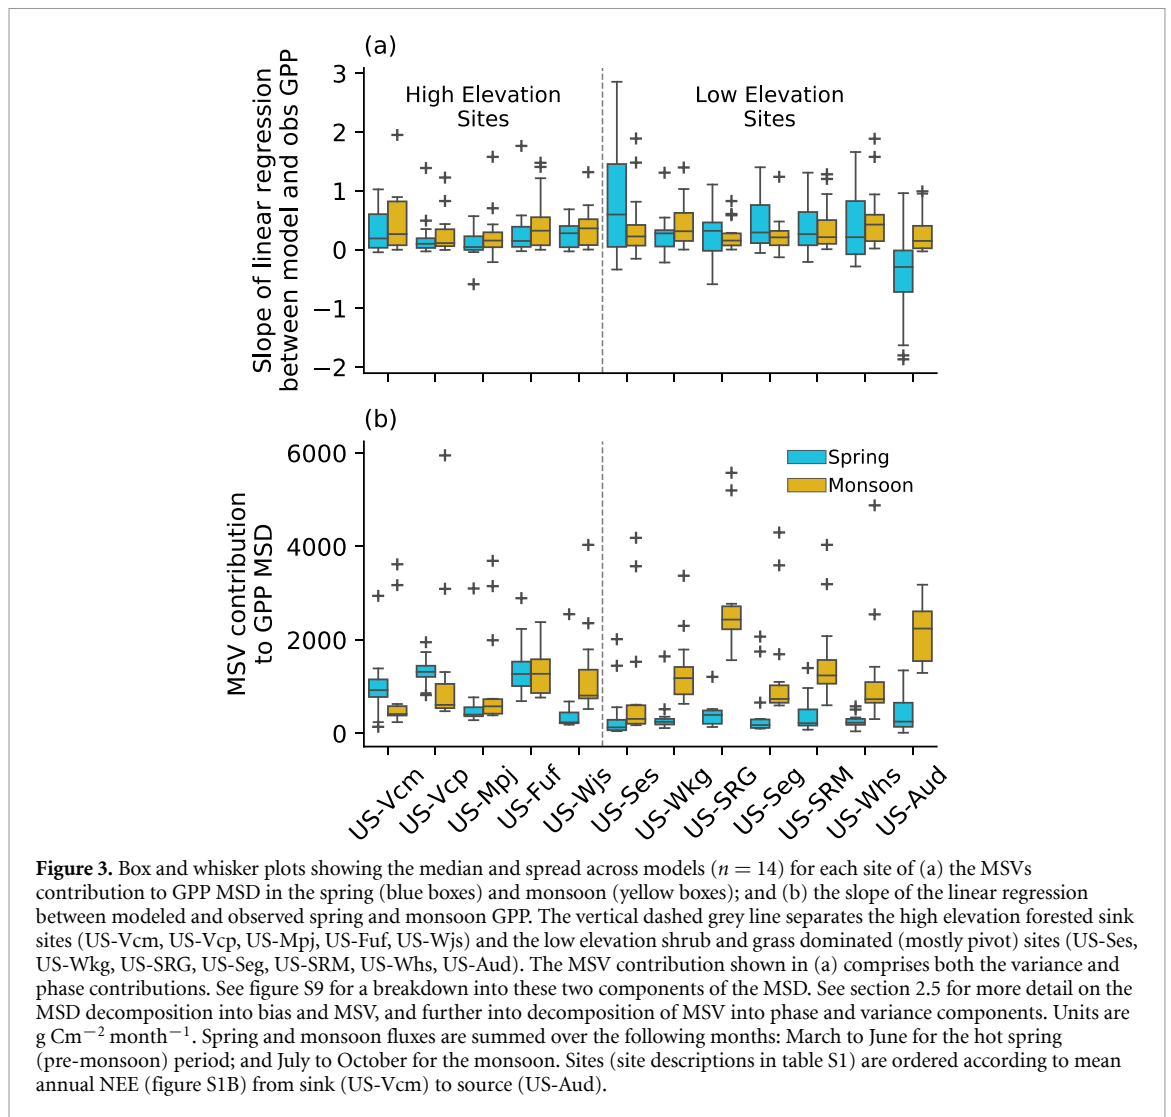 (a)
Slope of linear regression
between model and obs GPP
3
2
1
0
−1
−2
High Elevation
Sites
Low Elevation
Sites
(b)
MSV contribution
to GPP MSD
6000
4000
2000
0
Spring
Monsoon
US-Vcm
US-Vcp
US-Mpj
US-Fuf
US-Wjs
US-Ses
US-Wkg
US-SRG
US-Seg
US-SRM
US-Whs
US-Aud
Figure 3. Box and whisker plots showing the median and spread across models (n = 14) for each site of (a) the MSVs
contribution to GPP MSD in the spring (blue boxes) and monsoon (yellow boxes); and (b) the slope of the linear regression
between modeled and observed spring and monsoon GPP. The vertical dashed grey line separates the high elevation forested sink
sites (US-Vcm, US-Vcp, US-Mpj, US-Fuf, US-Wjs) and the low elevation shrub and grass dominated (mostly pivot) sites (US-Ses,
US-Wkg, US-SRG, US-Seg, US-SRM, US-Whs, US-Aud). The MSV contribution shown in (a) comprises both the variance and
phase contributions. See figure S9 for a breakdown into these two components of the MSD. See section 2.5 for more detail on the
MSD decomposition into bias and MSV, and further into decomposition of MSV into phase and variance components. Units are
g Cm⁻² month⁻¹. Spring and monsoon fluxes are summed over the following months: March to June for the hot spring
(pre-monsoon) period; and July to October for the monsoon. Sites (site descriptions in table S1) are ordered according to mean
annual NEE (figure S1B) from sink (US-Vcm) to source (US-Aud).